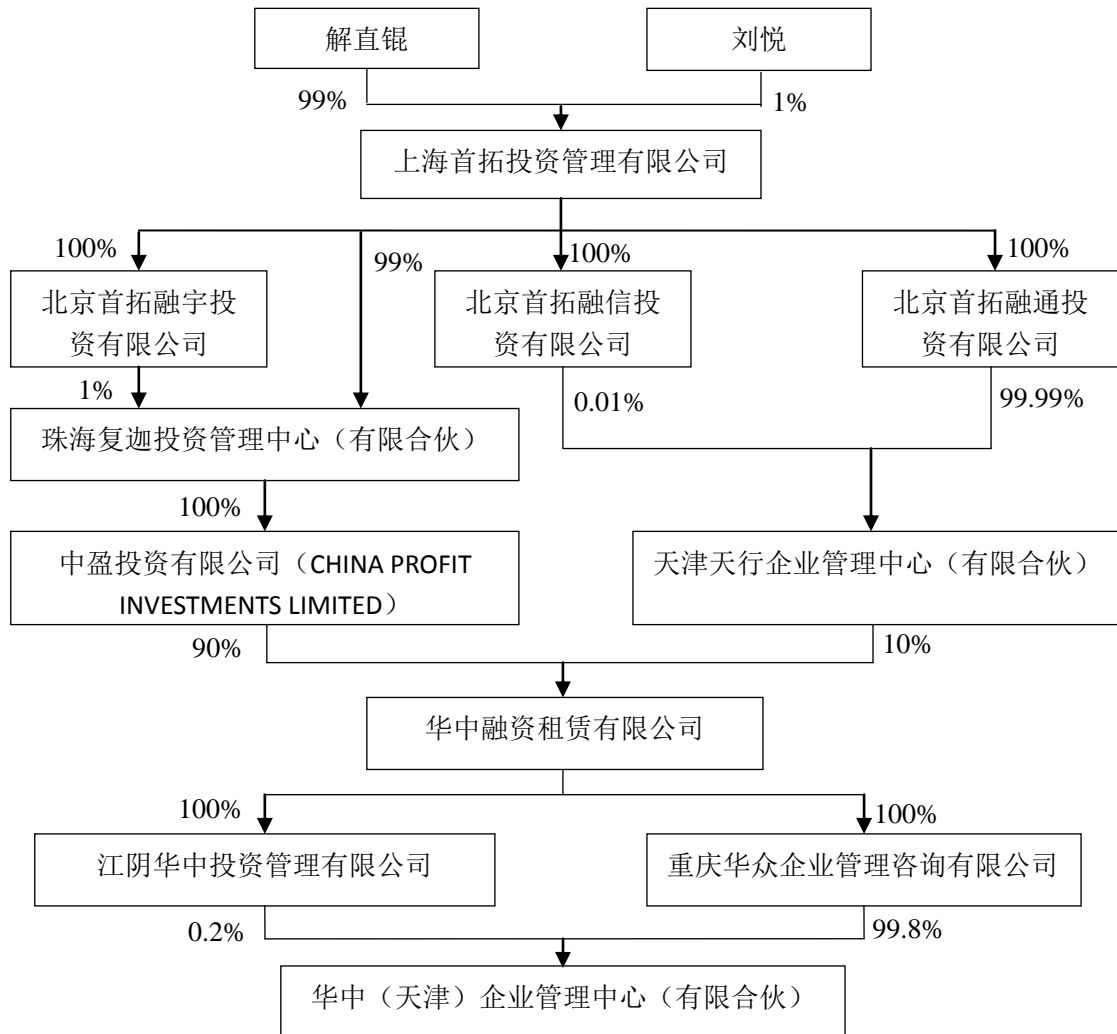 解直锟
刘悦
99%
1%
上海首拓投资管理有限公司
100%
99%
100%
100%
北京首拓融宇投
资有限公司
北京首拓融信投
资有限公司
北京首拓融通投
资有限公司
1%
0.01%
99.99%
珠海复迦投资管理中心（有限合伙）
100%
中盈投资有限公司（CHINA PROFIT
INVESTMENTS LIMITED）
天津天行企业管理中心（有限合伙）
90%
10%
华中融资租赁有限公司
100%
100%
江阴华中投资管理有限公司
重庆华众企业管理咨询有限公司
0.2%
99.8%
华中（天津）企业管理中心（有限合伙）